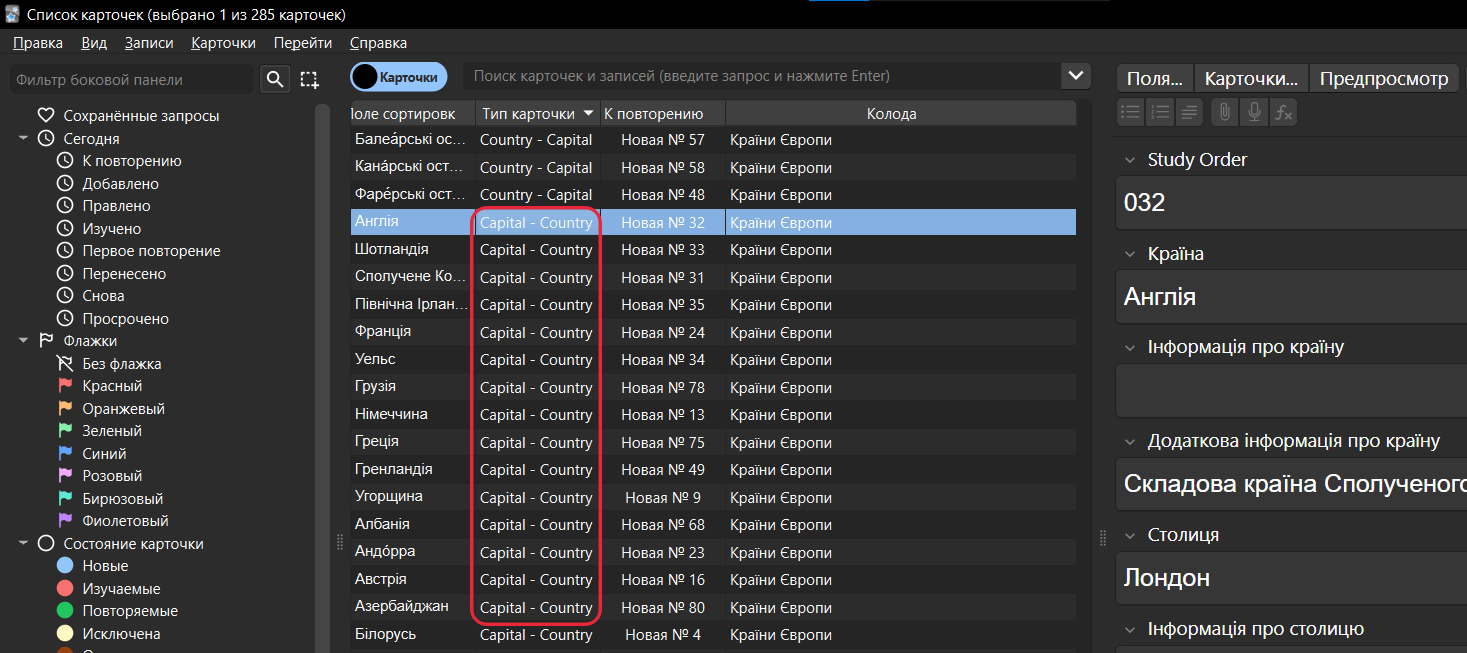 Список карточек (выбрано 1 из 285 карточек)
Правка Вид Записи Карточки Перейти Справка
Фильтр боковой панели
Сохранённые запросы
Сегодня
К повторению
Добавлено
Правлено
Изучено
Первое повторение
Перенесено
Снова
Просрочено
Флажки
Без флажка
Красный
Оранжевый
Зеленый
Синий
Розовый
Бирюзовый
Фиолетовый
Состояние карточки
Новые
Изучаемые
Повторяемые
Исключена
Карточки Поиск карточек и записей (введите запрос и нажмите Enter)
Іоле сортировк Тип карточки К повторению Колода
Балеа́рські ос... Country - Capital Новая № 57 Країни Європи
Кана́рські ост... Country - Capital Новая № 58 Країни Європи
Фаре́рські ост... Country - Capital Новая № 48 Країни Європи
Англія Capital - Country Новая № 32 Країни Європи
Шотландія Capital - Country Новая № 33 Країни Європи
Сполучене Ко... Capital - Country Новая № 31 Країни Європи
Північна Ірлан... Capital - Country Новая № 35 Країни Європи
Франція Capital - Country Новая № 24 Країни Європи
Уельс Capital - Country Новая № 34 Країни Європи
Грузія Capital - Country Новая № 78 Країни Європи
Німеччина Capital - Country Новая № 13 Країни Європи
Греція Capital - Country Новая № 75 Країни Європи
Гренландія Capital - Country Новая № 49 Країни Європи
Угорщина Capital - Country Новая № 9 Країни Європи
Албанія Capital - Country Новая № 68 Країни Європи
Андо́рра Capital - Country Новая № 23 Країни Європи
Австрія Capital - Country Новая № 16 Країни Європи
Азербайджан Capital - Country Новая № 80 Країни Європи
Білорусь Capital - Country Новая № 4 Країни Європи
Поля... Карточки... Предпросмотр
Study Order
032
Країна
Англія
Інформація про країну
Додаткова інформація про країну
Складова країна Сполученого
Столиця
Лондон
Інформація про столицю